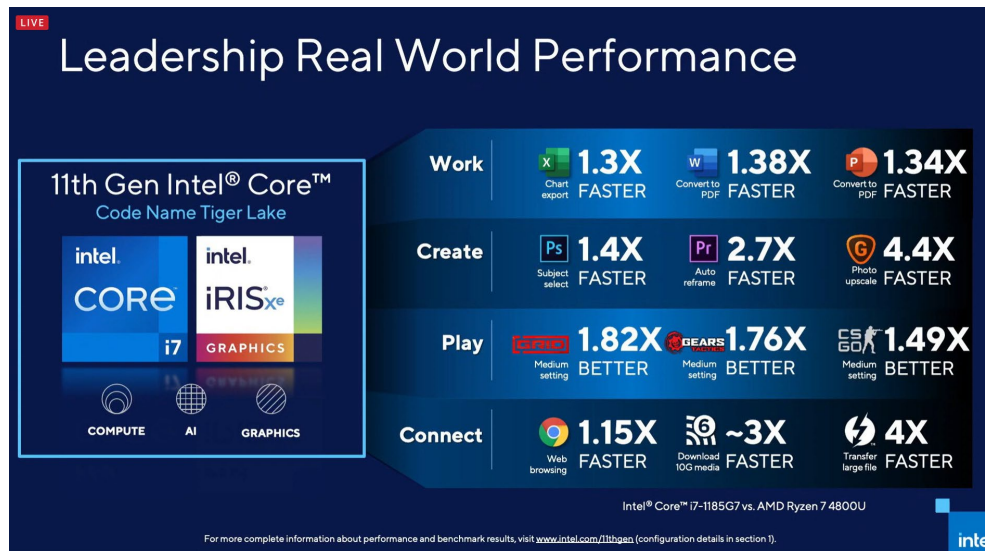 LIVE
Leadership Real World Performance
11th Gen Intel® Core™
Code Name Tiger Lake
intel.
CORE™
i7
intel.
iRISxe
GRAPHICS
COMPUTE
AI
GRAPHICS
Work
X
Chart
export
1.3X
FASTER
W
Convert to
PDF
1.38X
FASTER
P
Convert to
PDF
1.34X
FASTER
Create
Ps
Subject
select
1.4X
FASTER
Pr
Auto
reframe
2.7X
FASTER
G
Photo
upscale
4.4X
FASTER
Play
GRID
Medium
setting
1.82X
BETTER
GEARS
TACTICS
Medium
setting
1.76X
BETTER
CS
GO
Medium
setting
1.49X
BETTER
Connect
Web
browsing
1.15X
FASTER
6
Download
10G media
~3X
FASTER
Transfer
large file
4X
FASTER
Intel® Core™ i7-1185G7 vs. AMD Ryzen 7 4800U
For more complete information about performance and benchmark results, visit www.intel.com/11thgen (configuration details in section 1).
inte